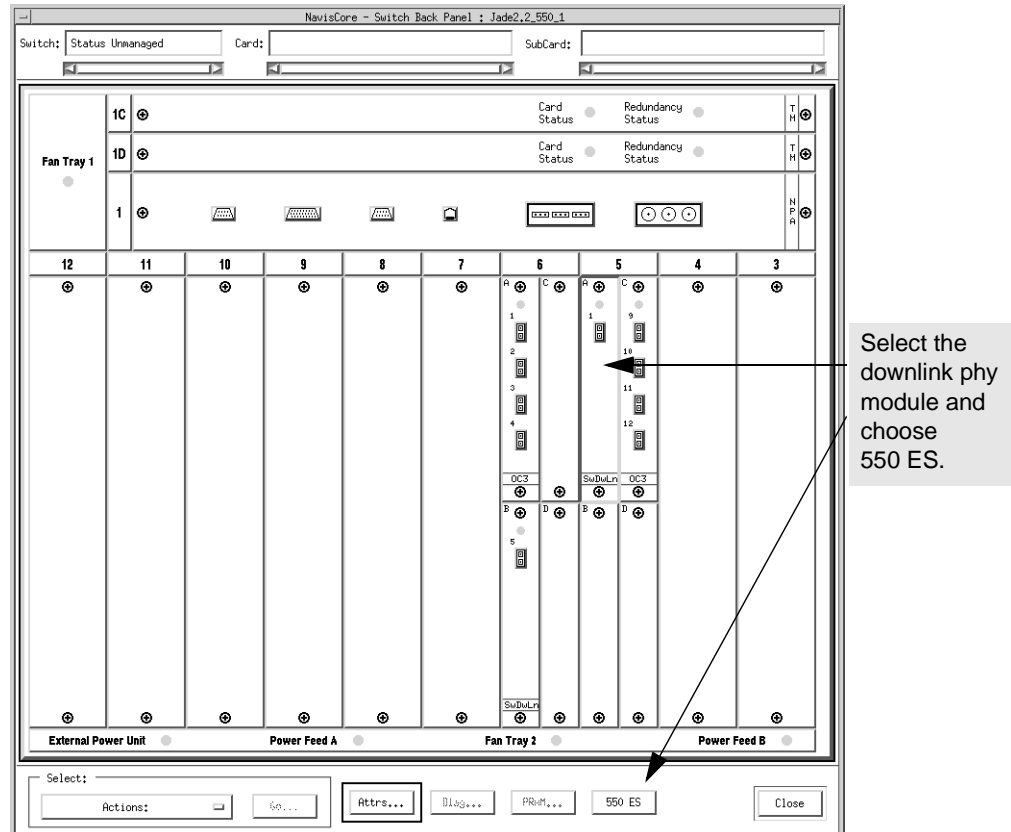 NavisCore - Switch Back Panel : Jade2.2_550_1
Switch: Status Unmanaged Card: SubCard:
Fan Tray 1
1C Card Status Redundancy Status TM
1D Card Status Redundancy Status TM
1 NPA
12 11 10 9 8 7 6 5 4 3
A C A C
1 1 9
2 10
3 11
4 12
OC3 SwDwLn OC3
B D B D
5
SwDwLn
External Power Unit Power Feed A Fan Tray 2 Power Feed B
Select:
Actions: Go... Attrs... Diag... PRAM... 550 ES Close
Select the
downlink phy
module and
choose
550 ES.